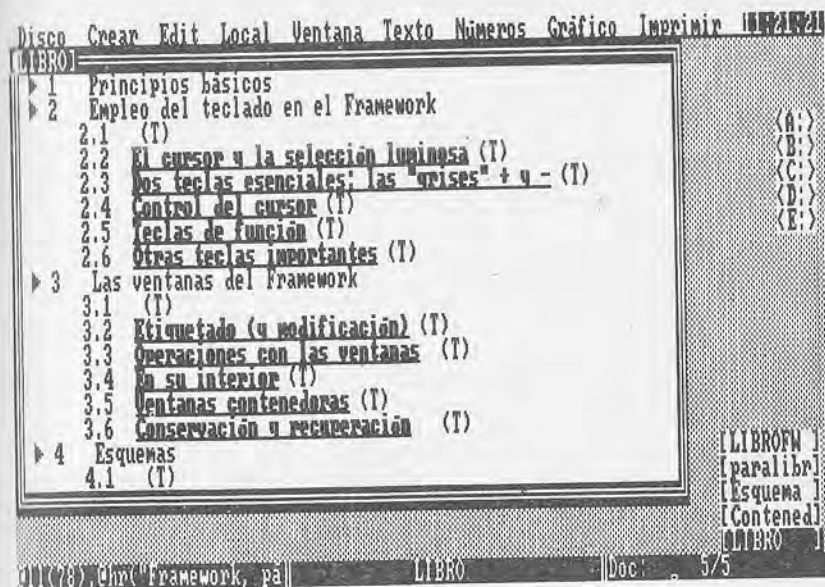 Disco Crear Edit Local Ventana Texto Números Gráfico Imprimir
[LIBRO]
1 Principios básicos
2 Empleo del teclado en el Framework
2.1 (T)
2.2 El cursor y la selección luminosa (T)
2.3 Dos teclas esenciales: las "grises" + y - (T)
2.4 Control del cursor (T)
2.5 Teclas de función (T)
2.6 Otras teclas importantes (T)
3 Las ventanas del Framework
3.1 (T)
3.2 Etiquetado (y modificación) (T)
3.3 Operaciones con las ventanas (T)
3.4 En su interior (T)
3.5 Ventanas contenedoras (T)
3.6 Conservación y recuperación (T)
4 Esquemas
4.1 (T)
(A:)
(B:)
(C:)
(D:)
(E:)
[LIBROFW ]
[paralibr]
[Esquema ]
[Contened]
[LIBRO ]
(78),@hr("Framework, pa LIBRO Doc: 5/5